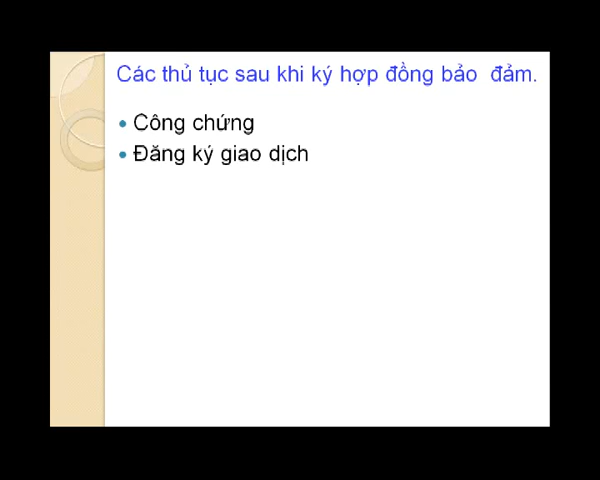 Các thủ tục sau khi ký hợp đồng bảo đảm.
Công chứng
Đăng ký giao dịch